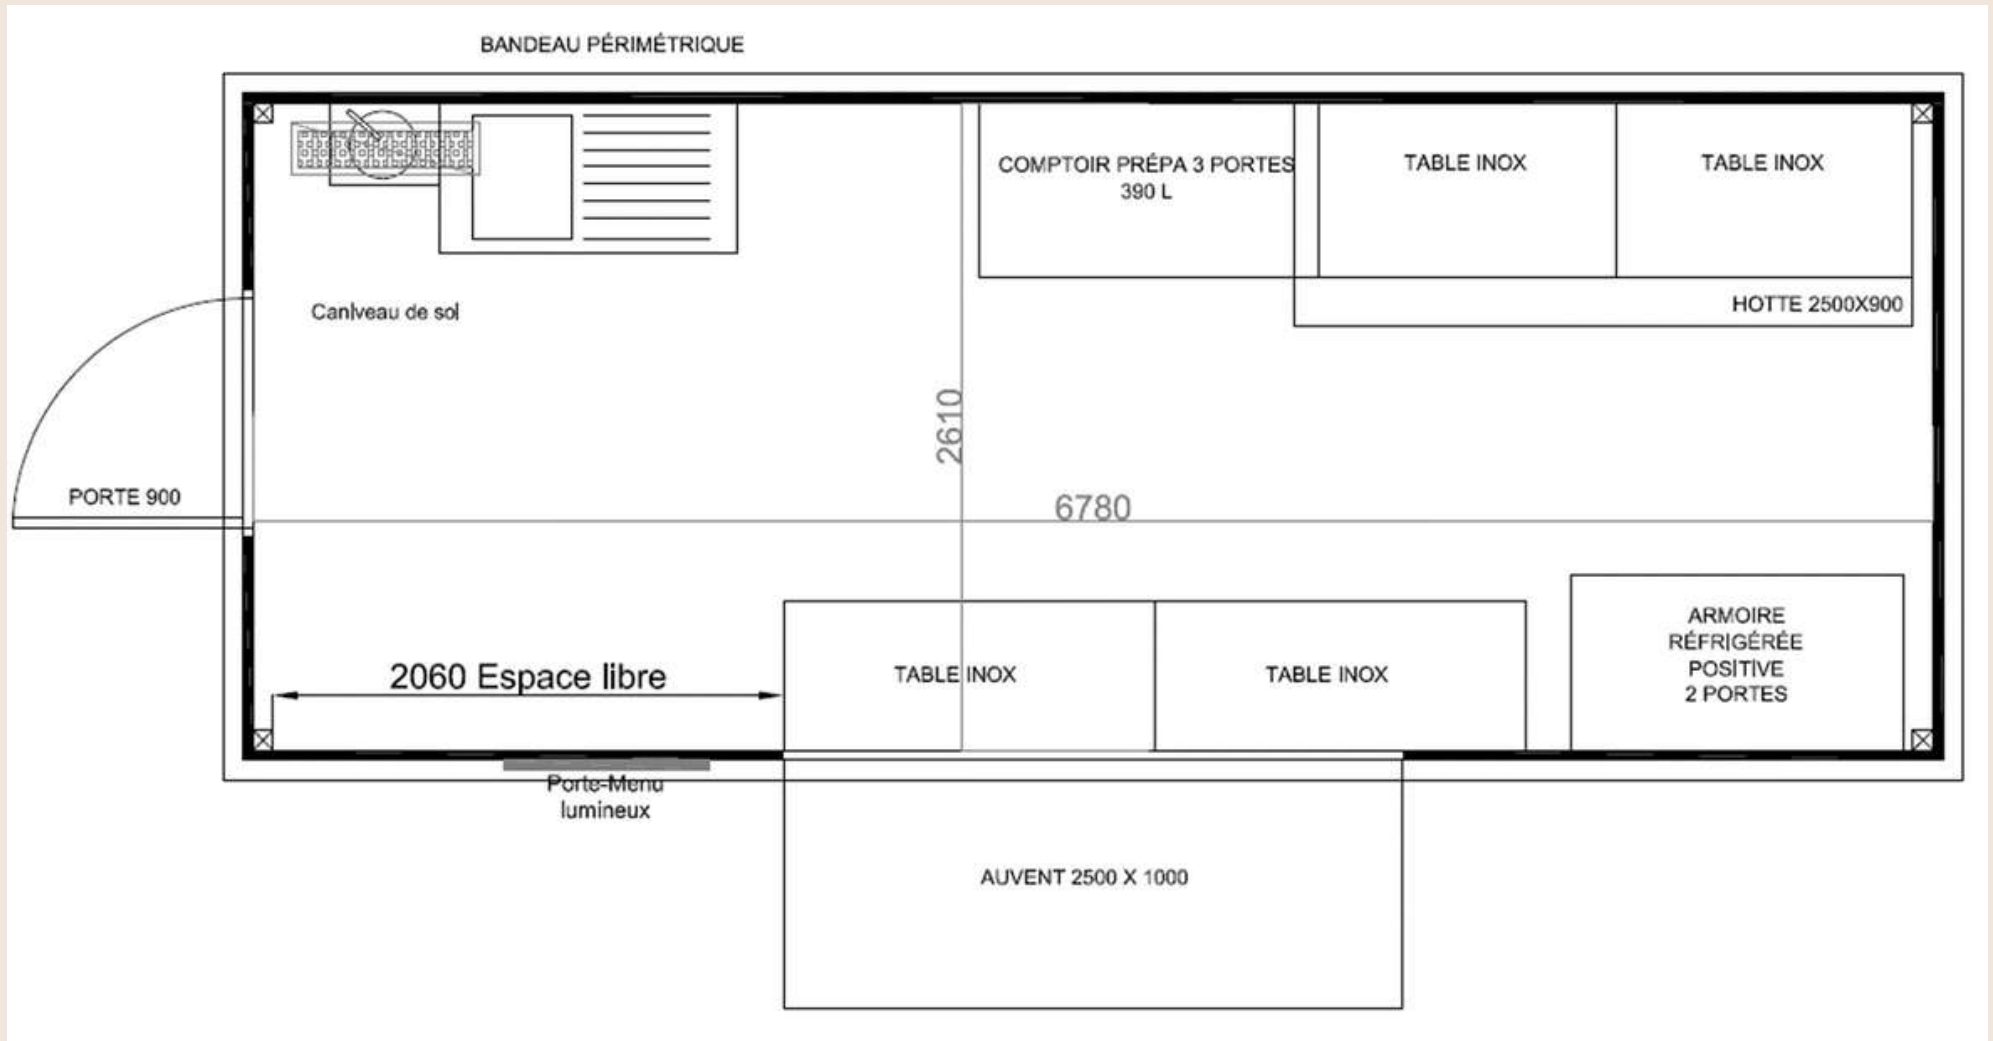 BANDEAU PÉRIMÉTRIQUE
COMPTOIR PRÉPA 3 PORTES
390 L
TABLE INOX
TABLE INOX
HOTTE 2500X900
Canlveau de sol
2610
PORTE 900
6780
2060 Espace libre
TABLE INOX
TABLE INOX
ARMOIRE
RÉFRIGÉRÉE
POSITIVE
2 PORTES
Porte-Menu
lumineux
AUVENT 2500 X 1000